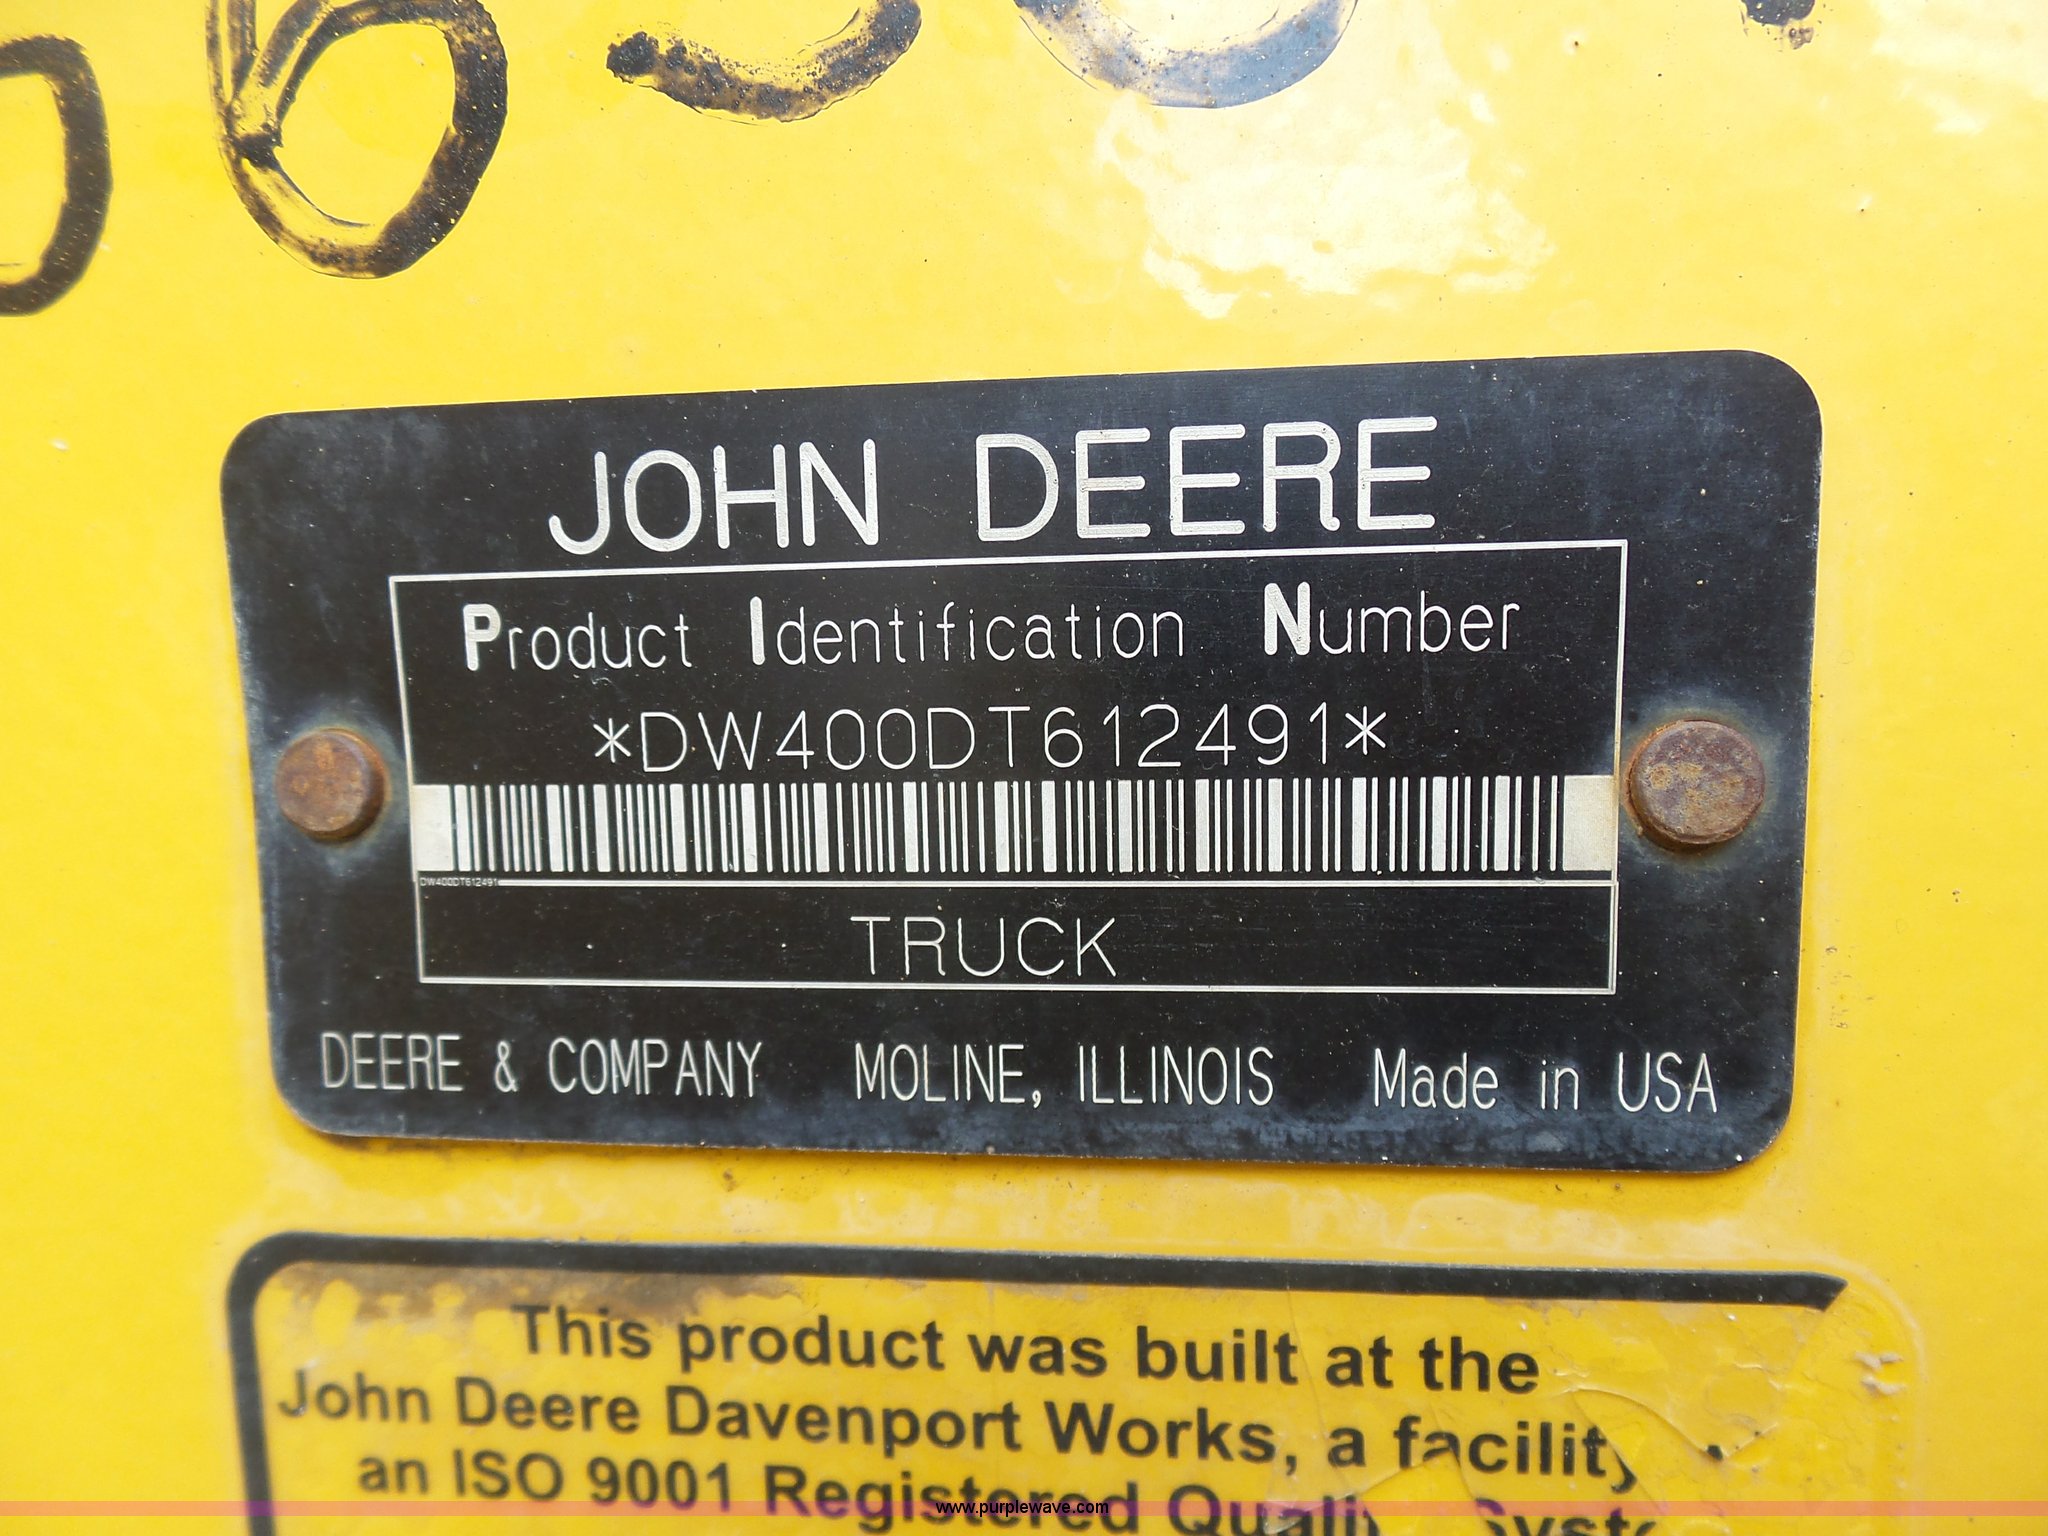 JOHN DEERE
Product Identification Number
*DW400DT612491*
DW400DT612491
TRUCK
DEERE & COMPANY MOLINE, ILLINOIS Made in USA
This product was built at the
John Deere Davenport Works, a facility
an ISO 9001 Registered Quality
www.purplewave.com